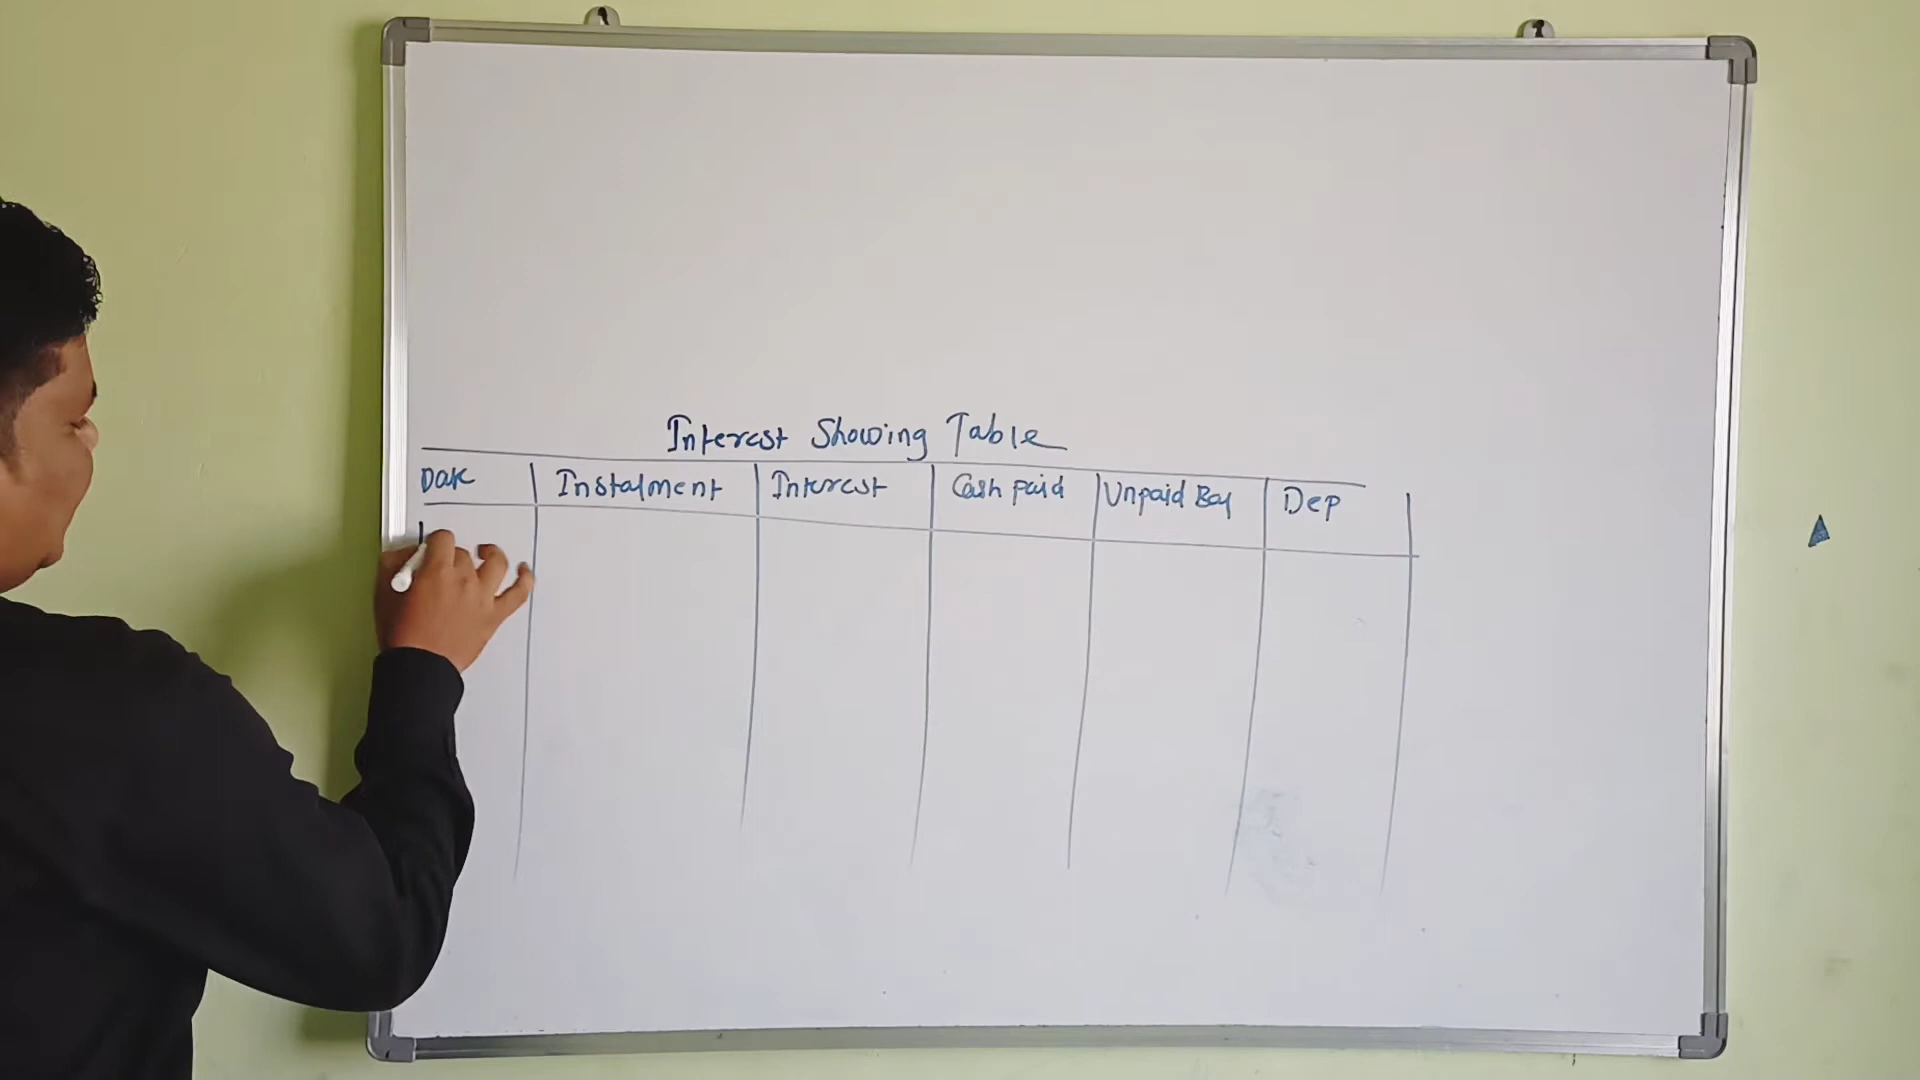 Interest Showing Table
Date Instalment Interest Cash paid Unpaid Bal Dep